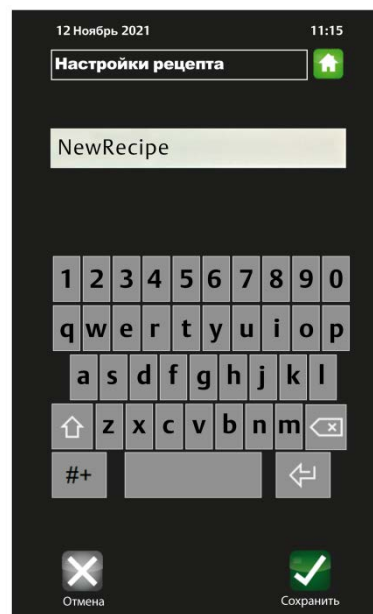 12 Ноябрь 2021 11:15
Настройки рецепта
NewRecipe
1 2 3 4 5 6 7 8 9 0
q w e r t y u i o p
a s d f g h j k l
z x c v b n m
#+
Отмена Сохранить